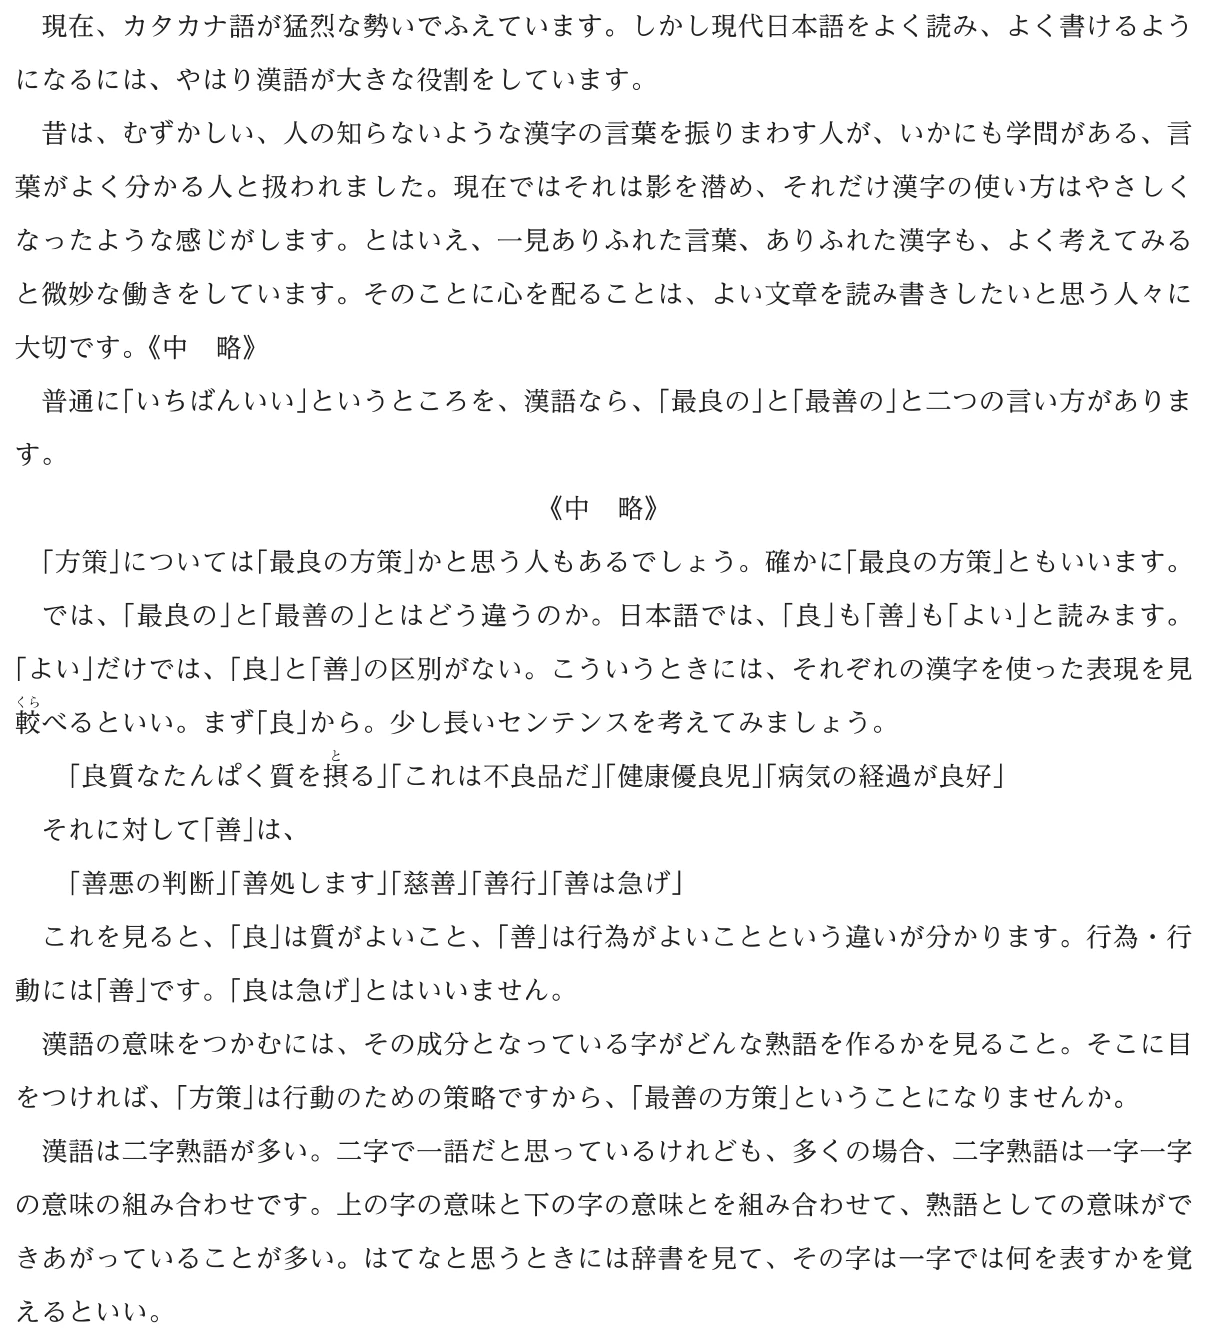 現在、カタカナ語が猛烈な勢いでふえています。しかし現代日本語をよく読み、よく書けるよう
になるには、やはり漢語が大きな役割をしています。
昔は、むずかしい、人の知らないような漢字の言葉を振りまわす人が、いかにも学問がある、言
葉がよく分かる人と扱われました。現在ではそれは影を潜め、それだけ漢字の使い方はやさしく
なったような感じがします。とはいえ、一見ありふれた言葉、ありふれた漢字も、よく考えてみる
と微妙な働きをしています。そのことに心を配ることは、よい文章を読み書きしたいと思う人々に
大切です。《中　略》
普通に「いちばんいい」というところを、漢語なら、「最良の」と「最善の」と二つの言い方がありま
す。
《中　略》
「方策」については「最良の方策」かと思う人もあるでしょう。確かに「最良の方策」ともいいます。
では、「最良の」と「最善の」とはどう違うのか。日本語では、「良」も「善」も「よい」と読みます。
「よい」だけでは、「良」と「善」の区別がない。こういうときには、それぞれの漢字を使った表現を見
くら
較べるといい。まず「良」から。少し長いセンテンスを考えてみましょう。
と
「良質なたんぱく質を摂る」「これは不良品だ」「健康優良児」「病気の経過が良好」
それに対して「善」は、
「善悪の判断」「善処します」「慈善」「善行」「善は急げ」
これを見ると、「良」は質がよいこと、「善」は行為がよいことという違いが分かります。行為・行
動には「善」です。「良は急げ」とはいいません。
漢語の意味をつかむには、その成分となっている字がどんな熟語を作るかを見ること。そこに目
をつければ、「方策」は行動のための策略ですから、「最善の方策」ということになりませんか。
漢語は二字熟語が多い。二字で一語だと思っているけれども、多くの場合、二字熟語は一字一字
の意味の組み合わせです。上の字の意味と下の字の意味とを組み合わせて、熟語としての意味がで
きあがっていることが多い。はてなと思うときには辞書を見て、その字は一字では何を表すかを覚
えるといい。